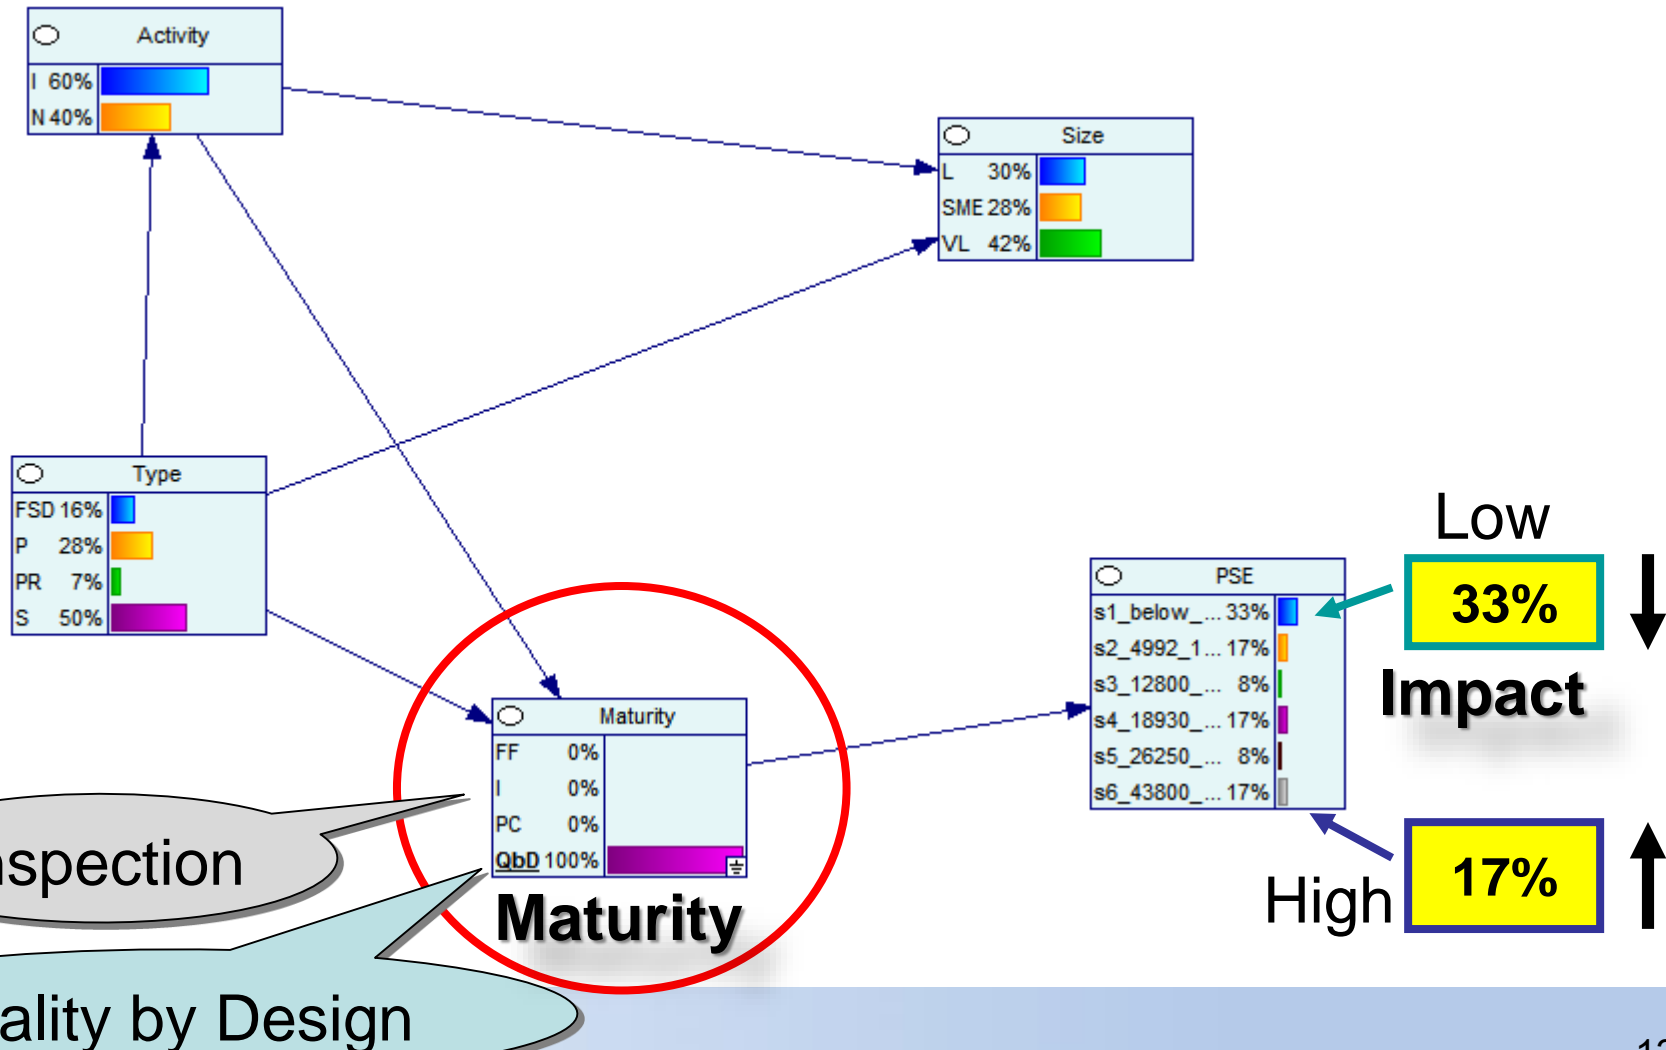 Activity
I 60%
N 40%
Size
L 30%
SME 28%
VL 42%
Type
FSD 16%
P 28%
PR 7%
S 50%
Low
33%
Impact
PSE
s1_below_... 33%
s2_4992_1... 17%
s3_12800_... 8%
s4_18930_... 17%
s5_26250_... 8%
s6_43800_... 17%
High
17%
Maturity
FF 0%
I 0%
PC 0%
QbD 100%
Maturity
nspection
ality by Design